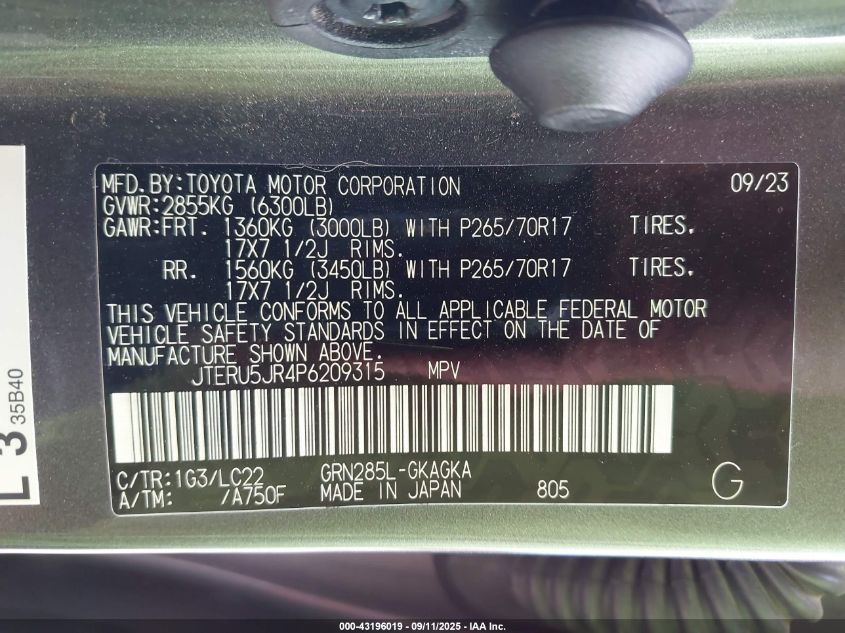 MFD.BY:TOYOTA MOTOR CORPORATION 09/23
GVWR:2855KG (6300LB)
GAWR:FRT. 1360KG (3000LB) WITH P265/70R17 TIRES.
17X7 1/2J RIMS.
RR. 1560KG (3450LB) WITH P265/70R17 TIRES.
17X7 1/2J RIMS.
THIS VEHICLE CONFORMS TO ALL APPLICABLE FEDERAL MOTOR
VEHICLE SAFETY STANDARDS IN EFFECT ON THE DATE OF
MANUFACTURE SHOWN ABOVE.
JTERU5JR4P6209315 MPV
C/TR:1G3/LC22 GRN285L-GKAGKA
A/TM: /A750F MADE IN JAPAN 805 G
L 3
35B40
000-43196019 - 09/11/2025 - IAA Inc.